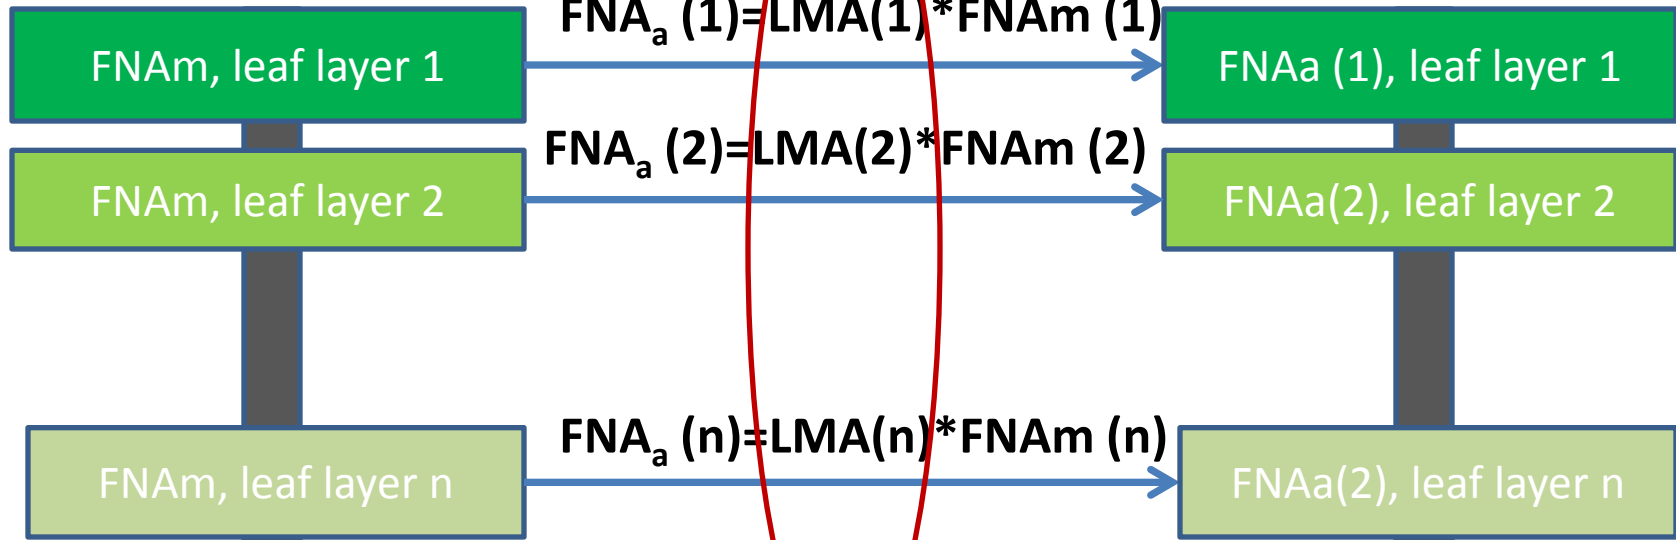 FNAₐ (1)=LMA(1)*FNAm (1)
FNAm, leaf layer 1
FNAa (1), leaf layer 1
FNAₐ (2)=LMA(2)*FNAm (2)
FNAm, leaf layer 2
FNAa(2), leaf layer 2
FNAₐ (n)=LMA(n)*FNAm (n)
FNAm, leaf layer n
FNAa(2), leaf layer n